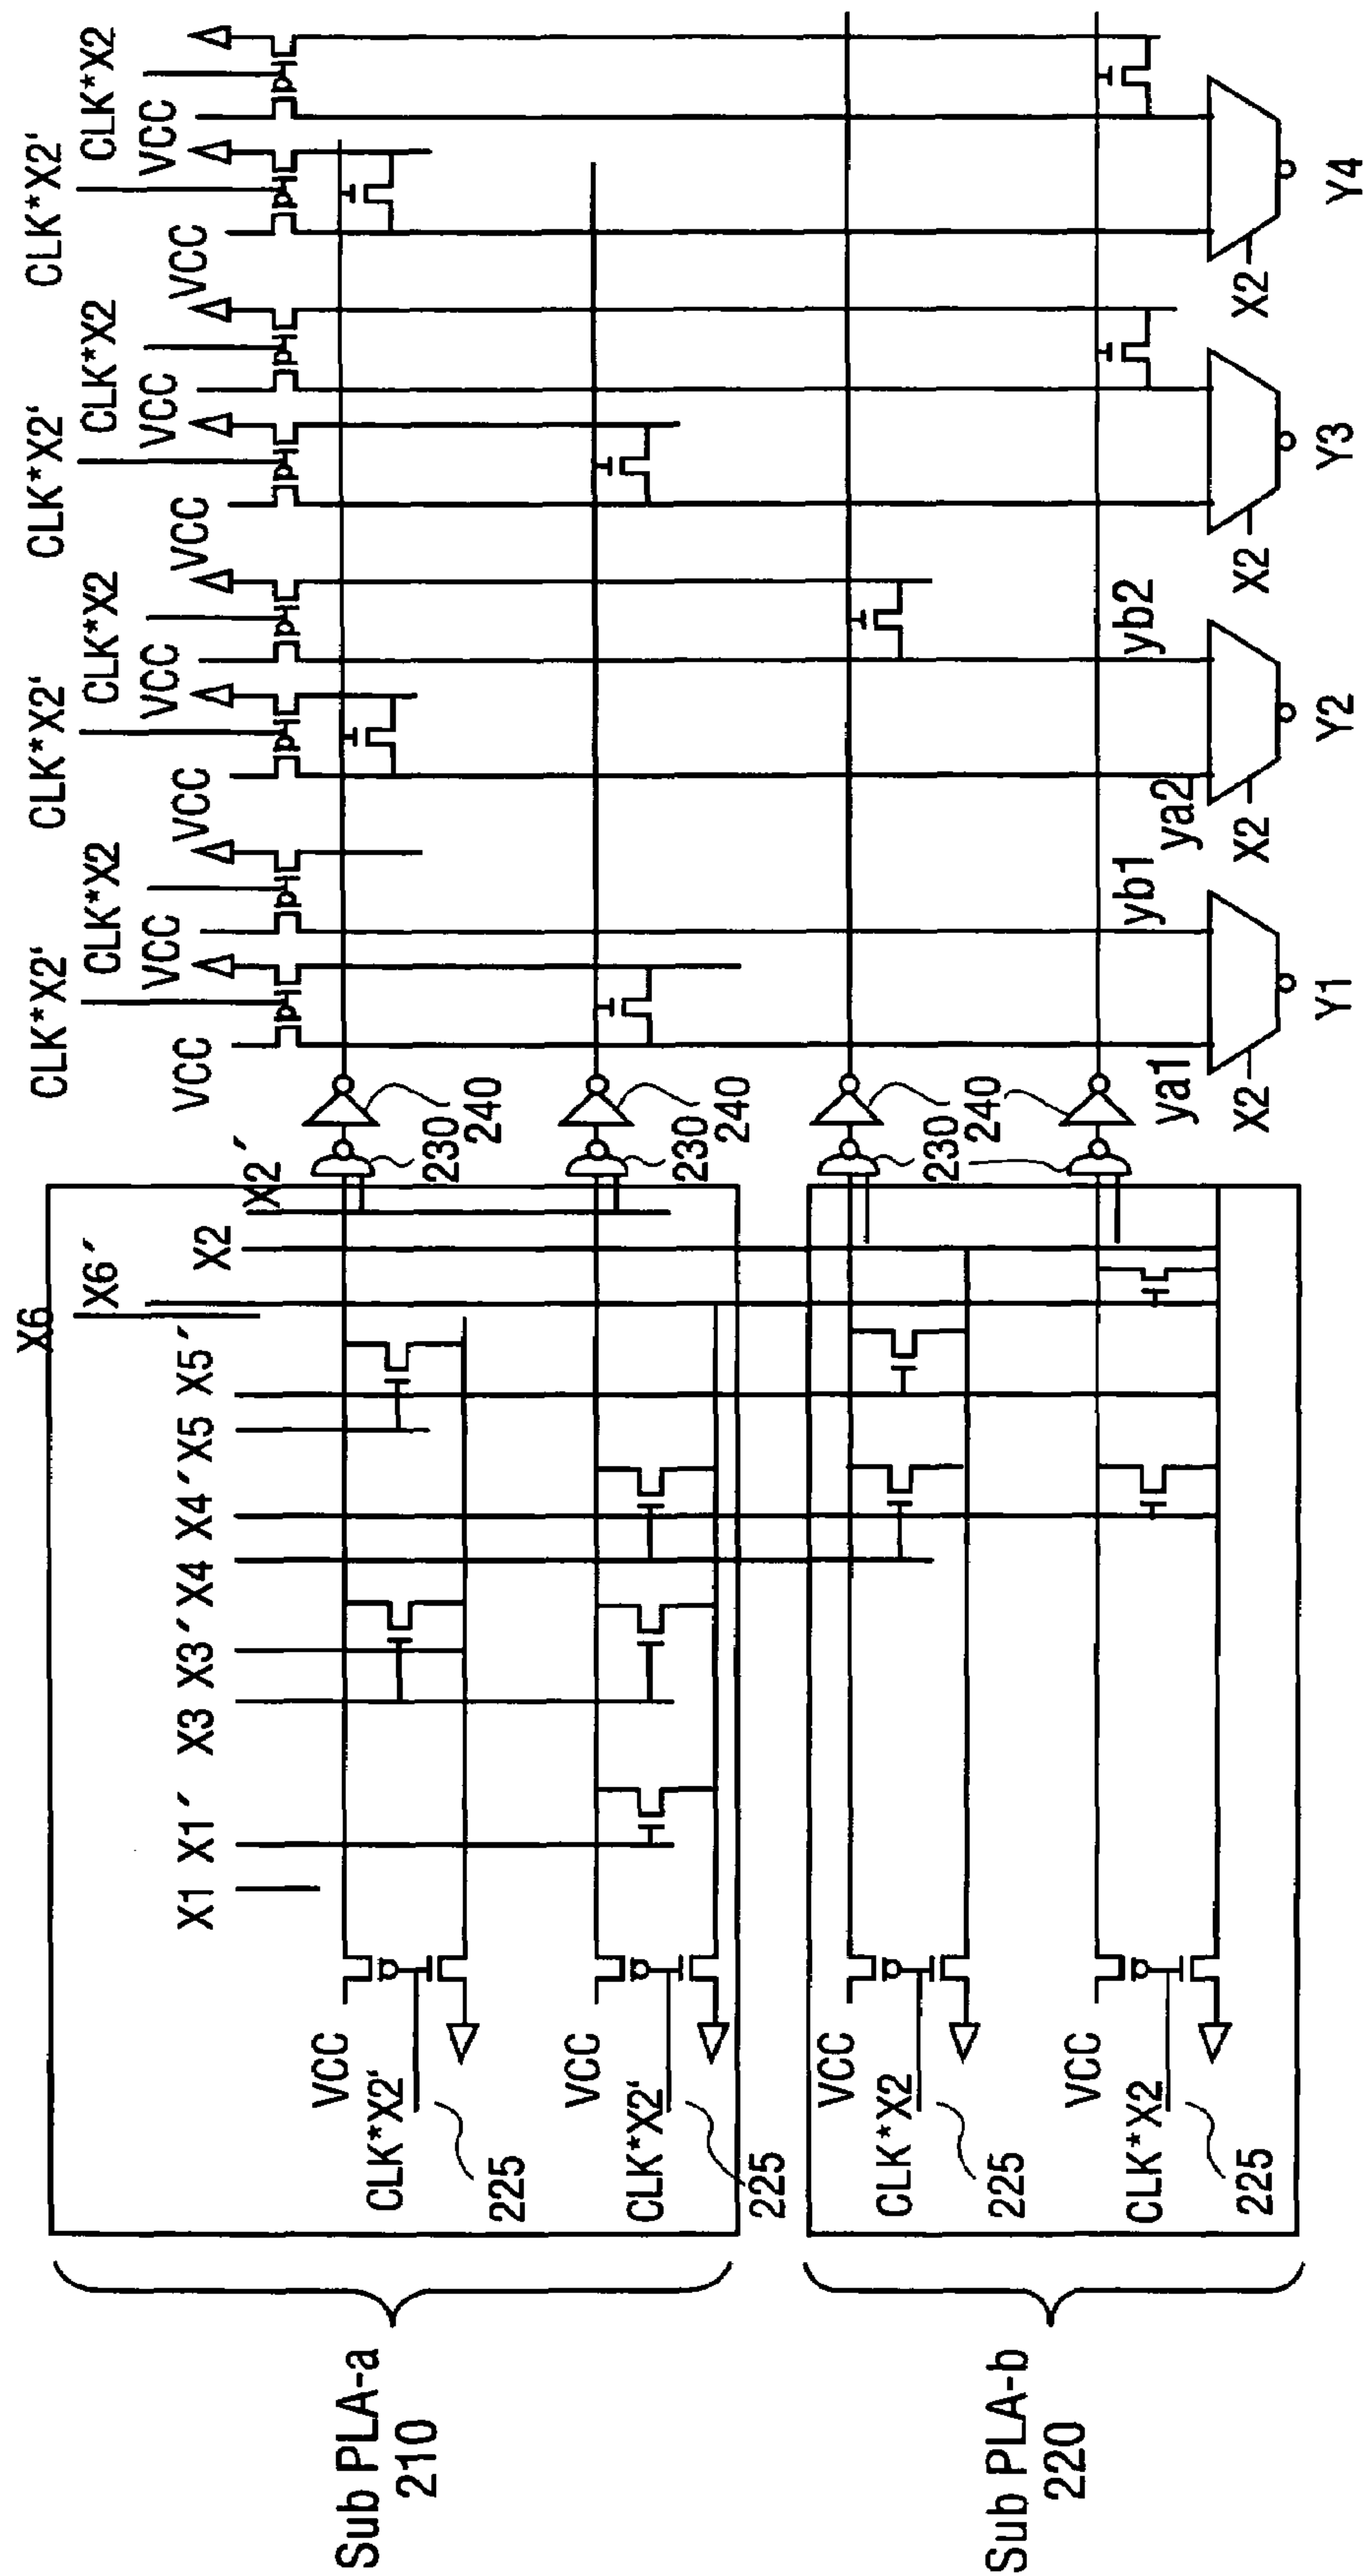 Sub PLA-a
210
Sub PLA-b
220
X1
X1′
X3
X3′
X4
X4′
X5
X5′
X6
X6′
X2
X2′
VCC
CLK*X2‘
225
VCC
CLK*X2‘
225
VCC
CLK*X2
225
VCC
CLK*X2
225
230
240
230
240
230
240
CLK*X2‘
VCC
CLK*X2
VCC
CLK*X2‘
VCC
CLK*X2
VCC
CLK*X2‘
VCC
CLK*X2
VCC
CLK*X2‘
VCC
CLK*X2
VCC
ya1
yb1
ya2
yb2
X2
X2
X2
X2
Y1
Y2
Y3
Y4